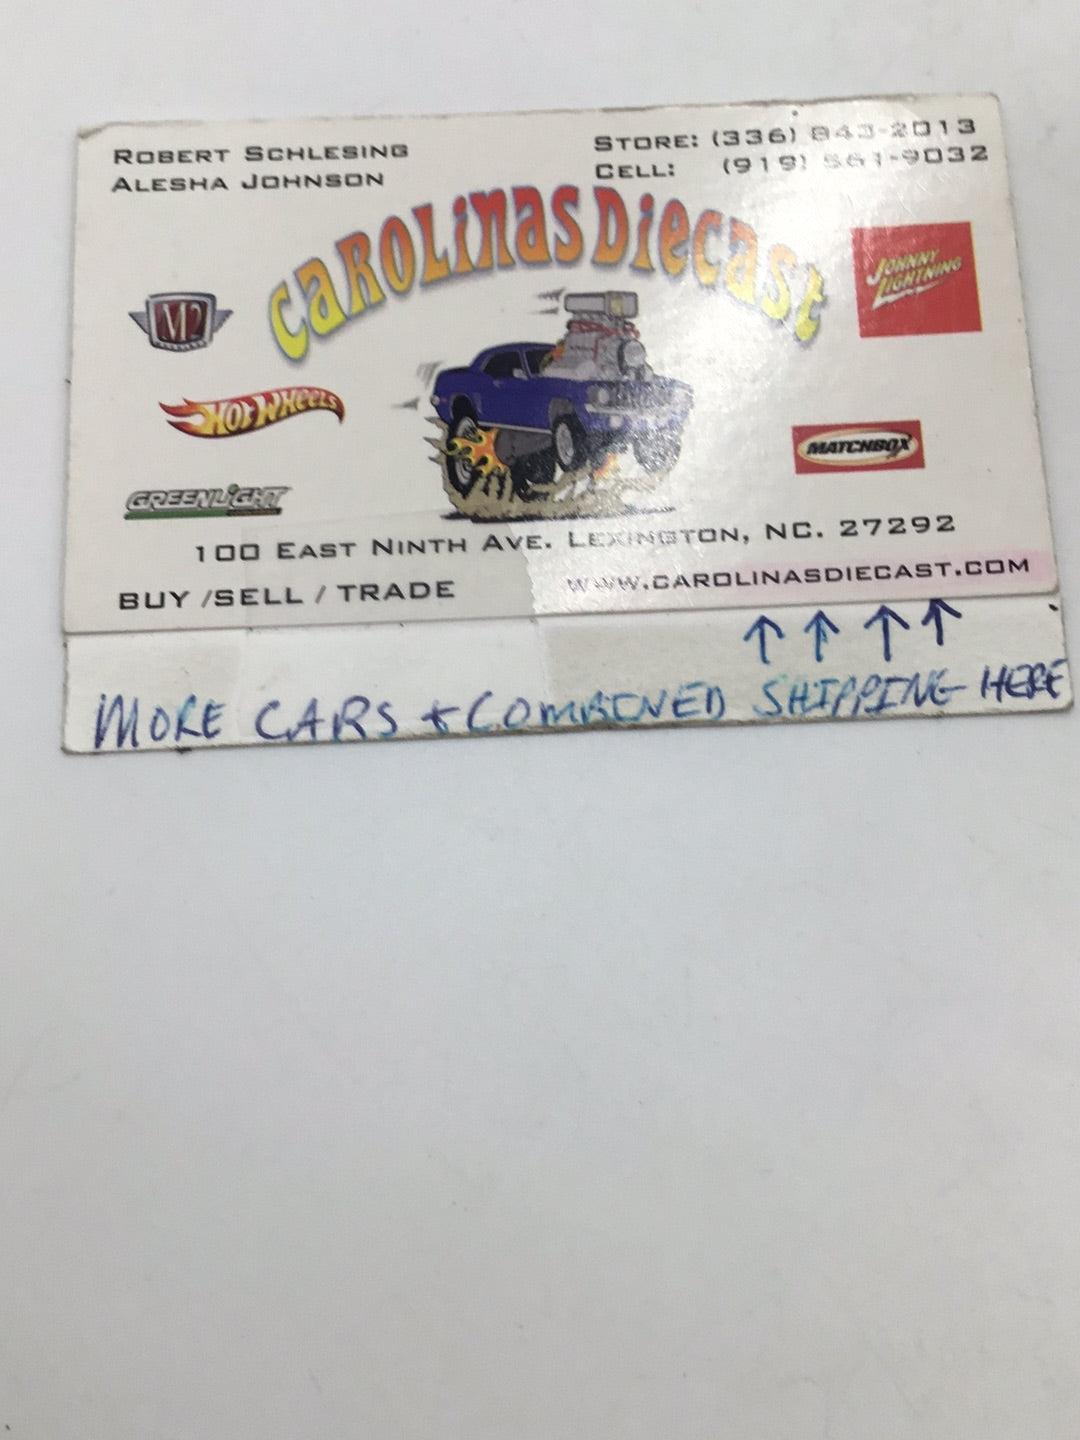 ROBERT SCHLESING
ALESHA JOHNSON
STORE: (336) 843-2013
CELL: (919) 561-9032
CAROLINAS DIECAST
M2
JOHNNY LIGHTNING
HOT WHEELS
MATCHBOX
GREENLIGHT
100 EAST NINTH AVE. LEXINGTON, NC. 27292
BUY /SELL / TRADE
WWW.CAROLINASDIECAST.COM
↑ ↑ ↑ ↑
MORE CARS + COMBINED SHIPPING HERE